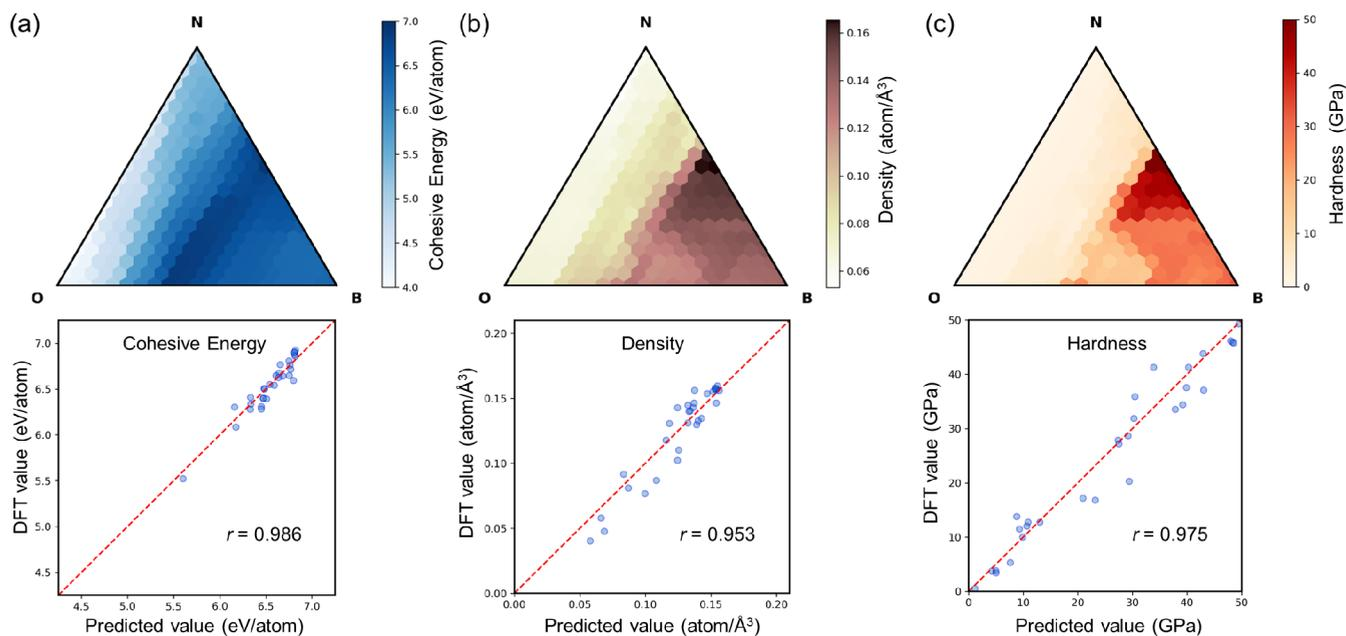 (a)
N
O
B
7.0
6.5
6.0
5.5
5.0
4.5
4.0
Cohesive Energy (eV/atom)
(b)
N
O
B
0.16
0.14
0.12
0.10
0.08
0.06
Density (atom/Å³)
(c)
N
O
B
50
40
30
20
10
0
Hardness (GPa)
Cohesive Energy
r = 0.986
7.0
6.5
6.0
5.5
5.0
4.5
DFT value (eV/atom)
4.5 5.0 5.5 6.0 6.5 7.0
Predicted value (eV/atom)
Density
r = 0.953
0.20
0.15
0.10
0.05
0.00
DFT value (atom/Å³)
0.00 0.05 0.10 0.15 0.20
Predicted value (atom/Å³)
Hardness
r = 0.975
50
40
30
20
10
0
DFT value (GPa)
0 10 20 30 40 50
Predicted value (GPa)